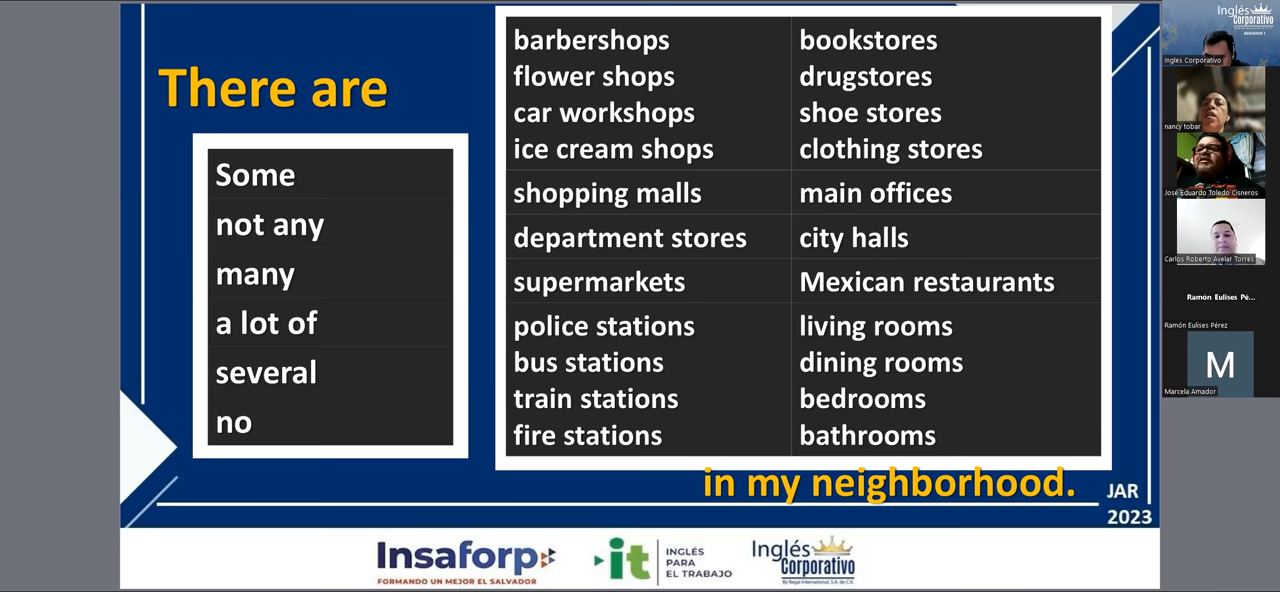 There are
Some
not any
many
a lot of
several
no
barbershops
flower shops
car workshops
ice cream shops
shopping malls
department stores
supermarkets
police stations
bus stations
train stations
fire stations
bookstores
drugstores
shoe stores
clothing stores
main offices
city halls
Mexican restaurants
living rooms
dining rooms
bedrooms
bathrooms
in my neighborhood.
JAR
2023
Insaforp
FORMANDO UN MEJOR EL SALVADOR
it
INGLÉS
PARA
EL TRABAJO
Inglés
Corporativo
By Regal International, S.A. de C.V.
Inglés
Corporativo
BEGINNER 1
Ingles Corporativo
nancy tobar
José Eduardo Toledo Cisneros
Carlos Roberto Avelar Torres
Ramón Eulises Pé...
Ramón Eulises Pérez
M
Marcela Amador